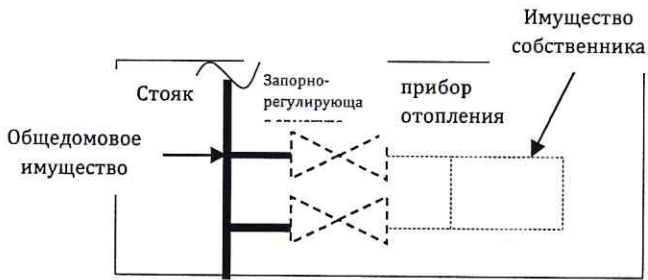 Имущество
собственника
Стояк
Запорно-
регулирующа
прибор
отопления
Общедомовое
имущество